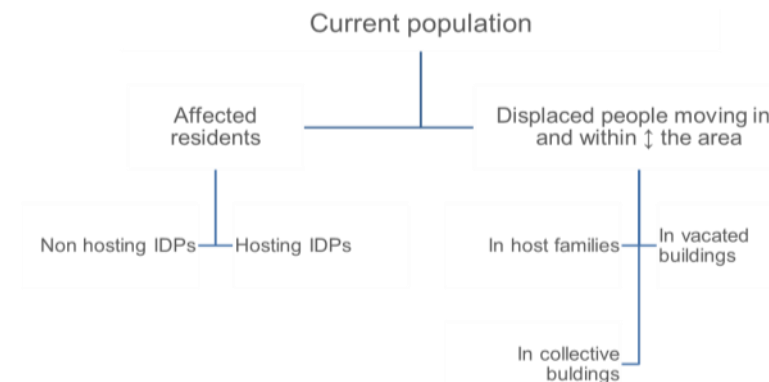 Current population
Affected
residents
Displaced people moving in
and within ↕ the area
Non hosting IDPs
Hosting IDPs
In host families
In vacated
buildings
In collective
buldings